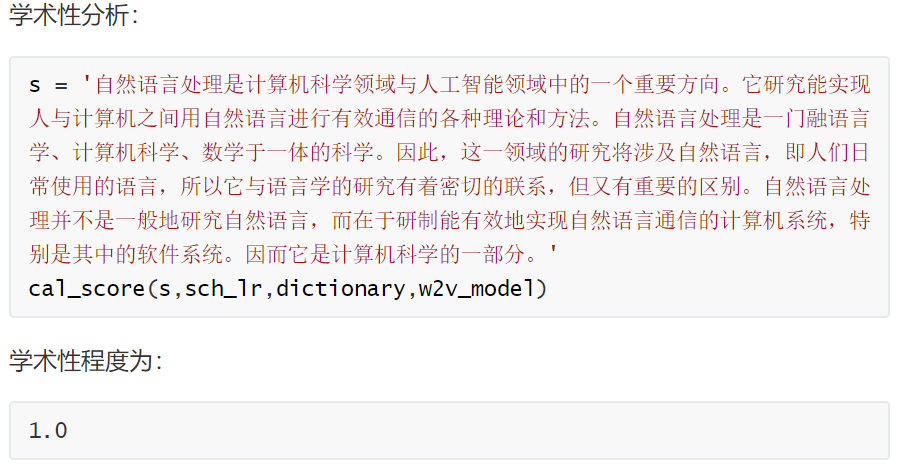 学术性分析：
s = '自然语言处理是计算机科学领域与人工智能领域中的一个重要方向。它研究能实现
人与计算机之间用自然语言进行有效通信的各种理论和方法。自然语言处理是一门融语言
学、计算机科学、数学于一体的科学。因此，这一领域的研究将涉及自然语言，即人们日
常使用的语言，所以它与语言学的研究有着密切的联系，但又有重要的区别。自然语言处
理并不是一般地研究自然语言，而在于研制能有效地实现自然语言通信的计算机系统，特
别是其中的软件系统。因而它是计算机科学的一部分。'
cal_score(s,sch_lr,dictionary,w2v_model)
学术性程度为：
1.0